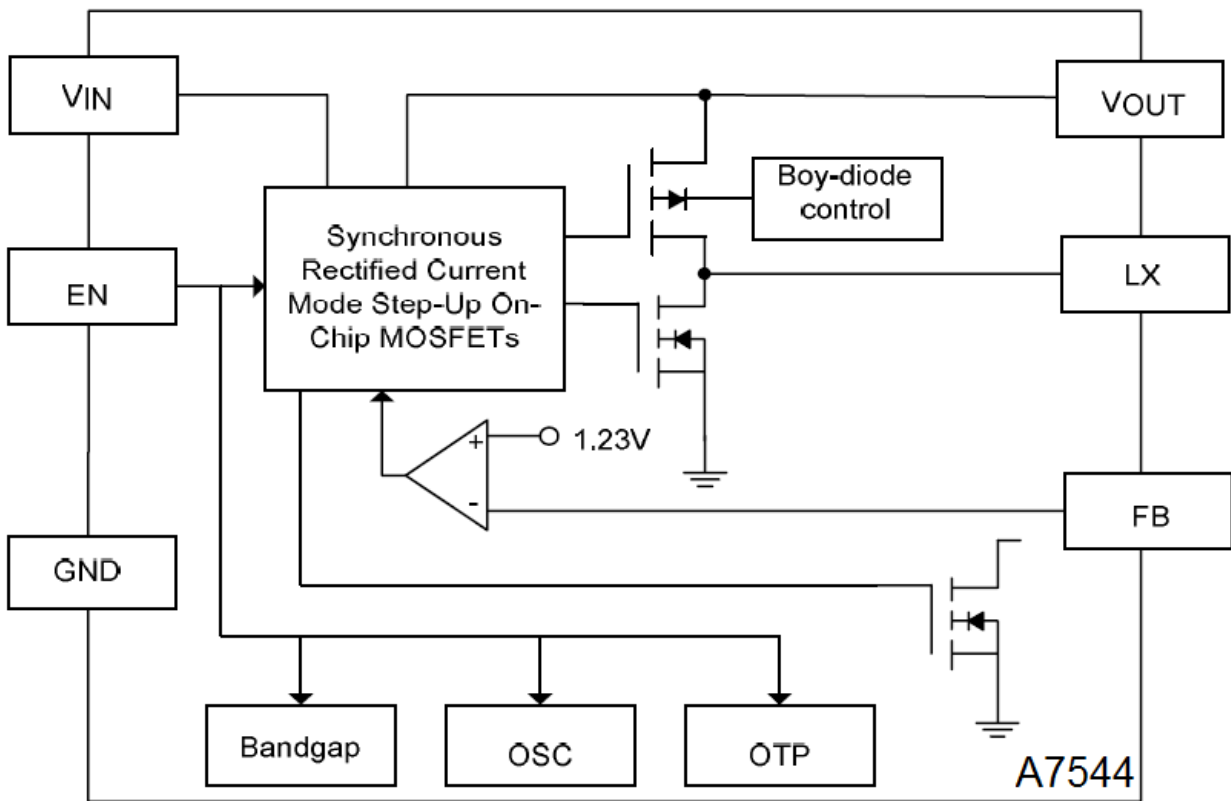 VIN
VOUT
Boy-diode
control
Synchronous
Rectified Current
Mode Step-Up On-
Chip MOSFETs
EN
LX
+
1.23V
-
FB
GND
Bandgap
OSC
OTP
A7544